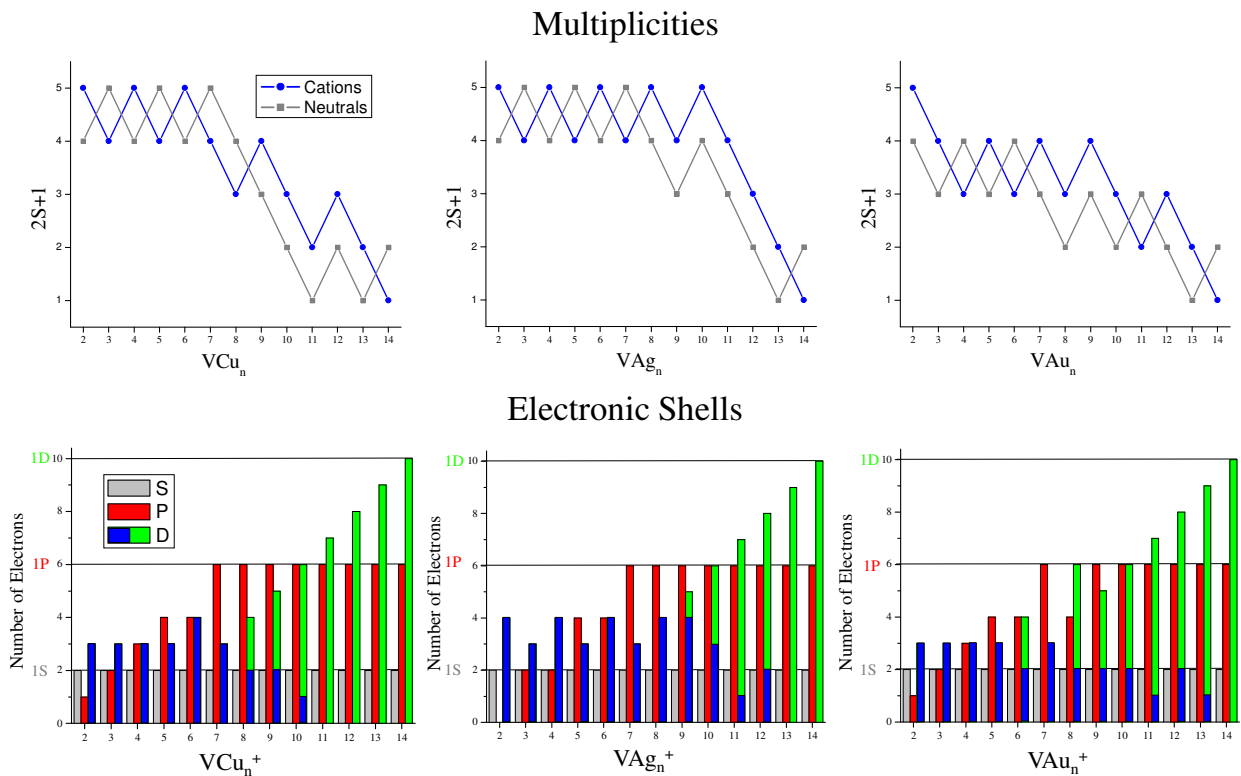 Multiplicities
2S+1
5
4
3
2
1
Cations
Neutrals
2 3 4 5 6 7 8 9 10 11 12 13 14
VCu_n
2S+1
5
4
3
2
1
2 3 4 5 6 7 8 9 10 11 12 13 14
VAg_n
2S+1
5
4
3
2
1
2 3 4 5 6 7 8 9 10 11 12 13 14
VAu_n
Electronic Shells
Number of Electrons
1D 10
8
1P 6
4
1S 2
0
S
P
D
2 3 4 5 6 7 8 9 10 11 12 13 14
VCu_n^+
Number of Electrons
1D 10
8
1P 6
4
1S 2
0
2 3 4 5 6 7 8 9 10 11 12 13 14
VAg_n^+
Number of Electrons
1D 10
8
1P 6
4
1S 2
0
2 3 4 5 6 7 8 9 10 11 12 13 14
VAu_n^+